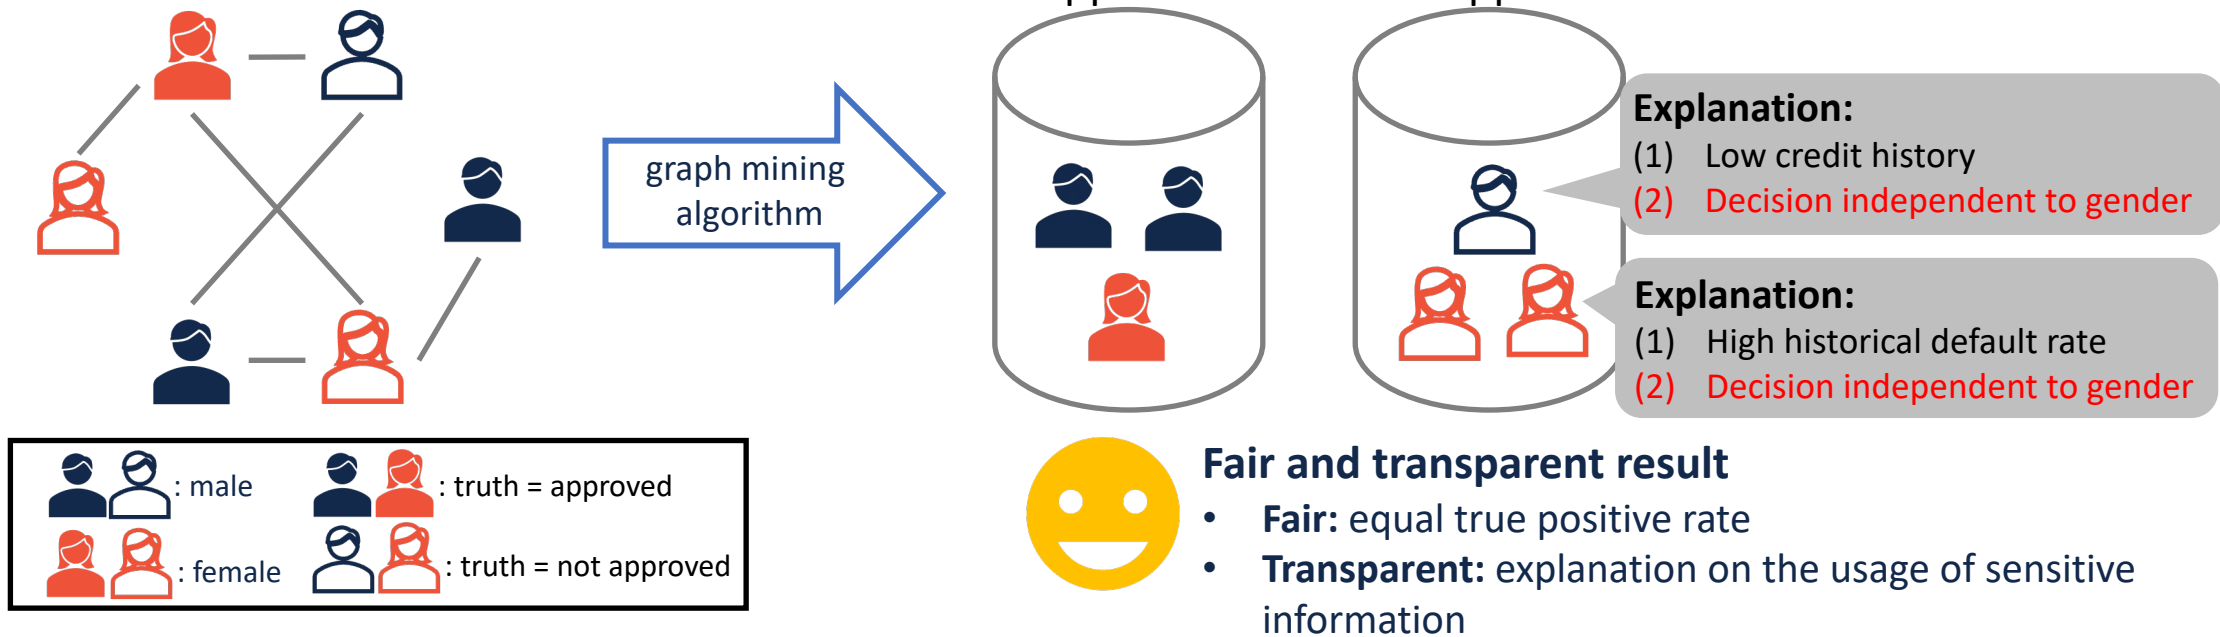 graph mining
algorithm
Explanation:
(1) Low credit history
(2) Decision independent to gender
Explanation:
(1) High historical default rate
(2) Decision independent to gender
: male
: truth = approved
: female
: truth = not approved
Fair and transparent result
• Fair: equal true positive rate
• Transparent: explanation on the usage of sensitive
information